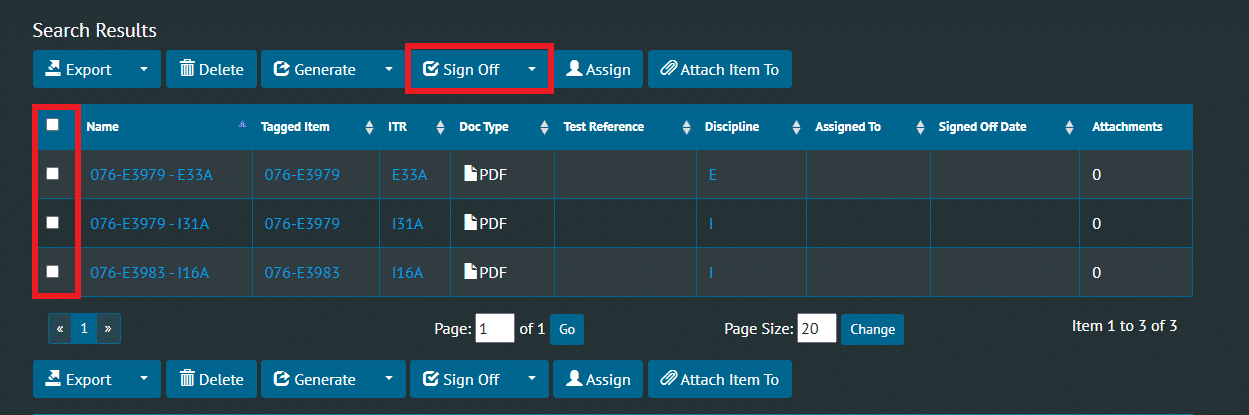 Search Results
Export Delete Generate Sign Off Assign Attach Item To
Name Tagged Item ITR Doc Type Test Reference Discipline Assigned To Signed Off Date Attachments
076-E3979 - E33A 076-E3979 E33A PDF E 0
076-E3979 - I31A 076-E3979 I31A PDF I 0
076-E3983 - I16A 076-E3983 I16A PDF I 0
« 1 » Page: 1 of 1 Go Page Size: 20 Change Item 1 to 3 of 3
Export Delete Generate Sign Off Assign Attach Item To